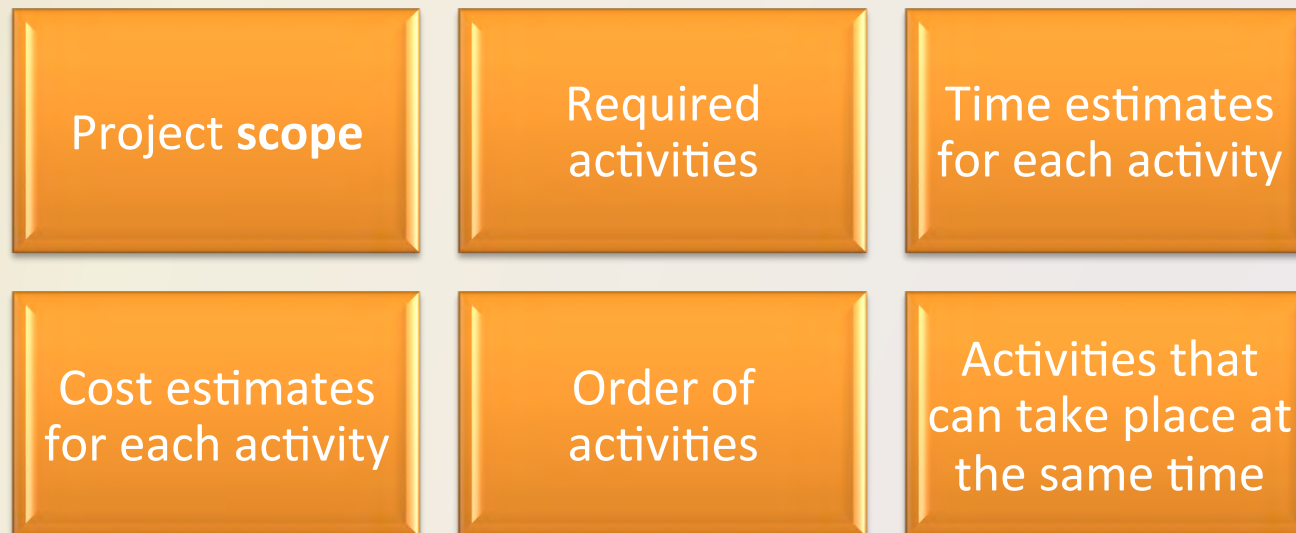 Project scope
Required
activities
Time estimates
for each activity
Cost estimates
for each activity
Order of
activities
Activities that
can take place at
the same time